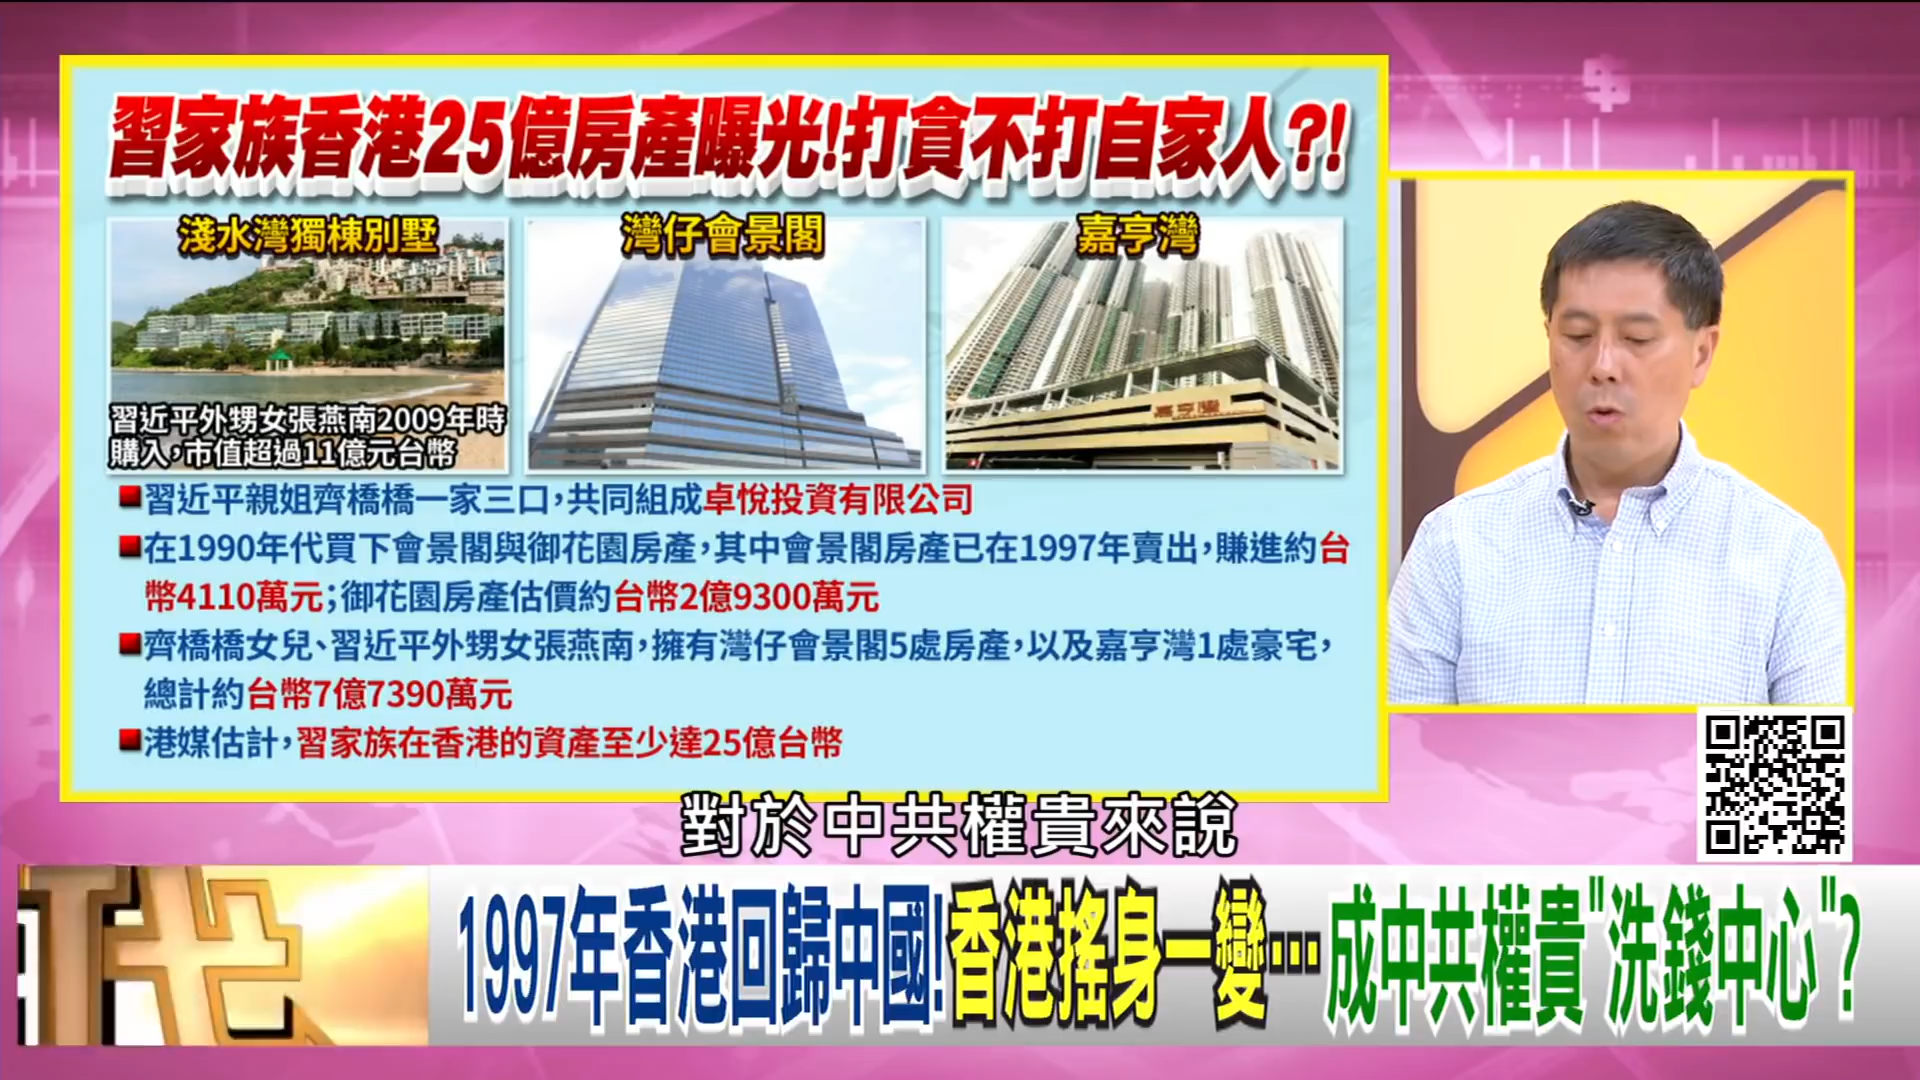 習家族香港25億房產曝光!打貪不打自家人?!
淺水灣獨棟別墅
灣仔會景閣
嘉亨灣
習近平外甥女張燕南2009年時
購入,市值超過11億元台幣
嘉亨灣
習近平親姐齊橋橋一家三口,共同組成卓悅投資有限公司
在1990年代買下會景閣與御花園房產,其中會景閣房產已在1997年賣出,賺進約台
幣4110萬元;御花園房產估價約台幣2億9300萬元
齊橋橋女兒、習近平外甥女張燕南,擁有灣仔會景閣5處房產,以及嘉亨灣1處豪宅,
總計約台幣7億7390萬元
港媒估計,習家族在香港的資產至少達25億台幣
對於中共權貴來說
1997年香港回歸中國!香港搖身一變…成中共權貴"洗錢中心"?